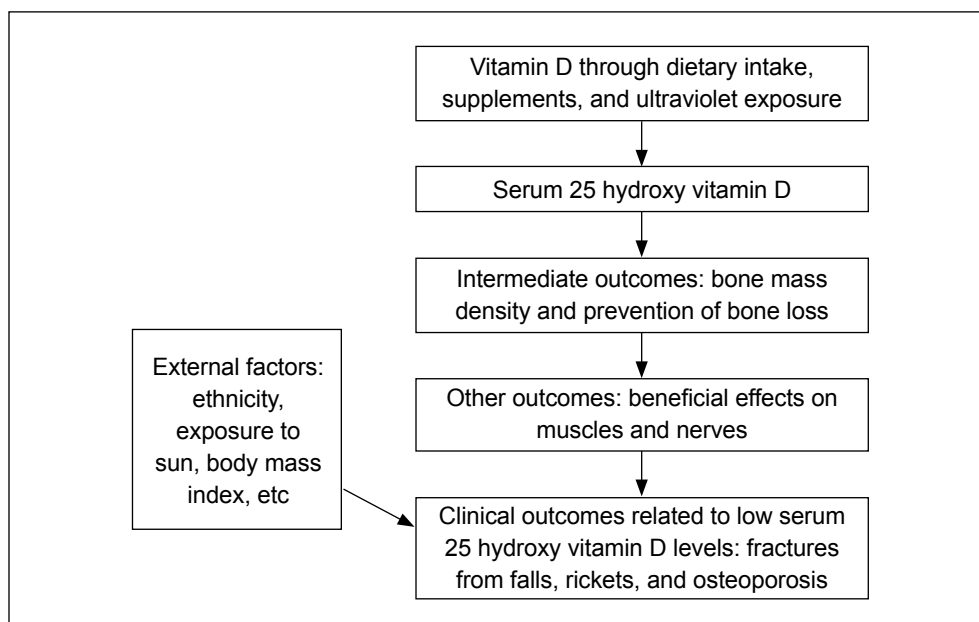 Vitamin D through dietary intake,
supplements, and ultraviolet exposure
Serum 25 hydroxy vitamin D
Intermediate outcomes: bone mass
density and prevention of bone loss
External factors:
ethnicity,
exposure to
sun, body mass
index, etc
Other outcomes: beneficial effects on
muscles and nerves
Clinical outcomes related to low serum
25 hydroxy vitamin D levels: fractures
from falls, rickets, and osteoporosis